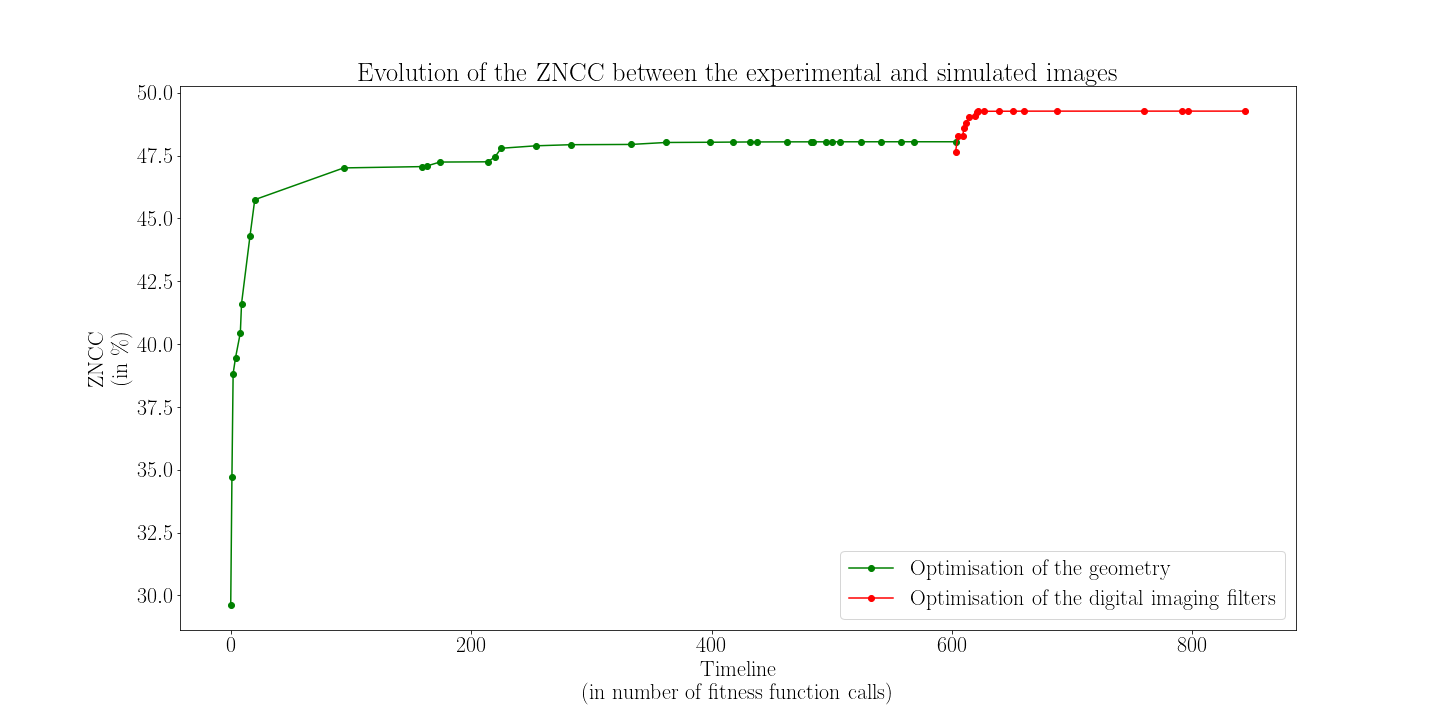 Evolution of the ZNCC between the experimental and simulated images
50.0
47.5
45.0
42.5
40.0
37.5
35.0
32.5
30.0
ZNCC
(in %)
Optimisation of the geometry
Optimisation of the digital imaging filters
0 200 400 600 800
Timeline
(in number of fitness function calls)